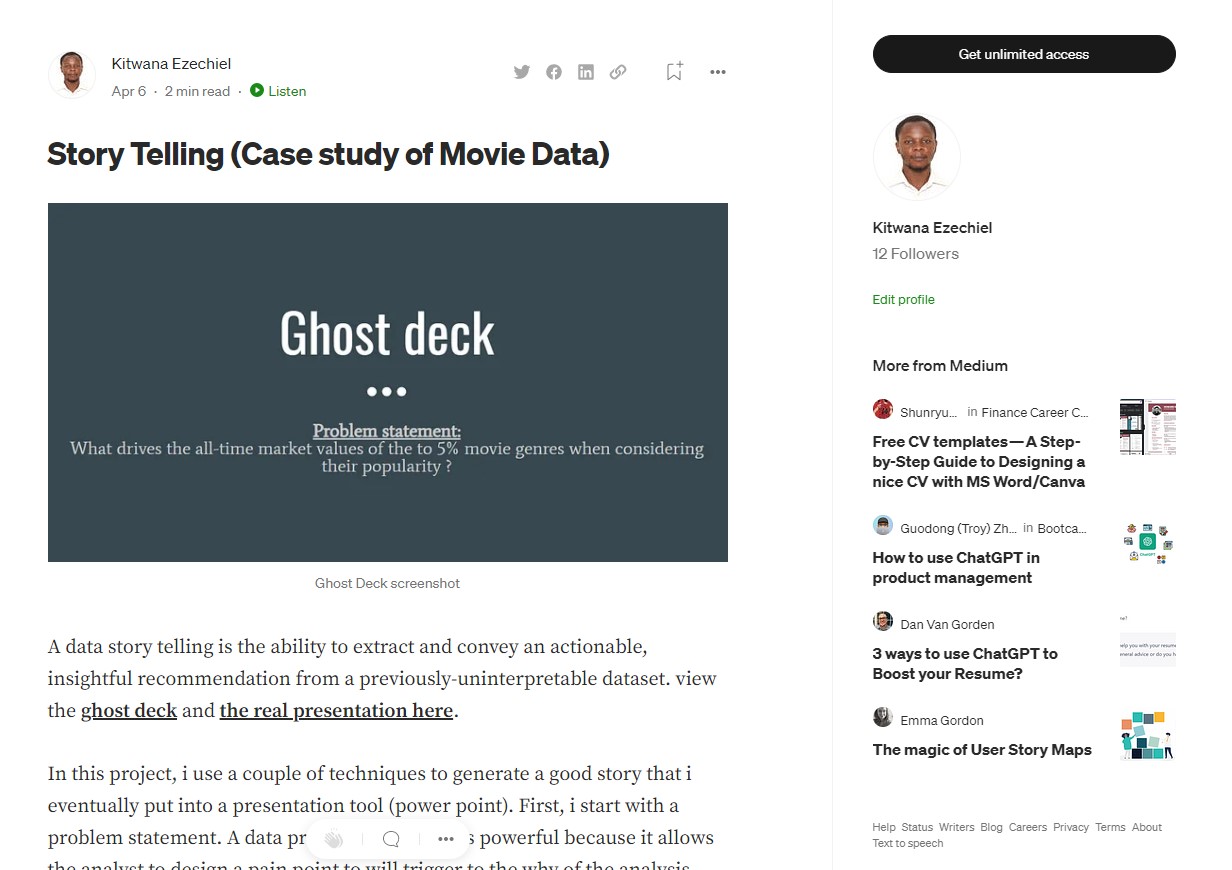 Kitwana Ezechiel
Apr 6 · 2 min read · Listen
Story Telling (Case study of Movie Data)
Ghost deck
Problem statement:
What drives the all-time market values of the to 5% movie genres when considering
their popularity ?
Ghost Deck screenshot
A data story telling is the ability to extract and convey an actionable,
insightful recommendation from a previously-uninterpretable dataset. view
the ghost deck and the real presentation here.
In this project, i use a couple of techniques to generate a good story that i
eventually put into a presentation tool (power point). First, i start with a
problem statement. A data pr s powerful because it allows
the analyst to design a pain point to will trigger to the why of the analysis
Get unlimited access
Kitwana Ezechiel
12 Followers
Edit profile
More from Medium
Shunryu... in Finance Career C...
Free CV templates — A Step-
by-Step Guide to Designing a
nice CV with MS Word/Canva
Guodong (Troy) Zh... in Bootca...
How to use ChatGPT in
product management
Dan Van Gorden
3 ways to use ChatGPT to
Boost your Resume?
Emma Gordon
The magic of User Story Maps
Help Status Writers Blog Careers Privacy Terms About
Text to speech